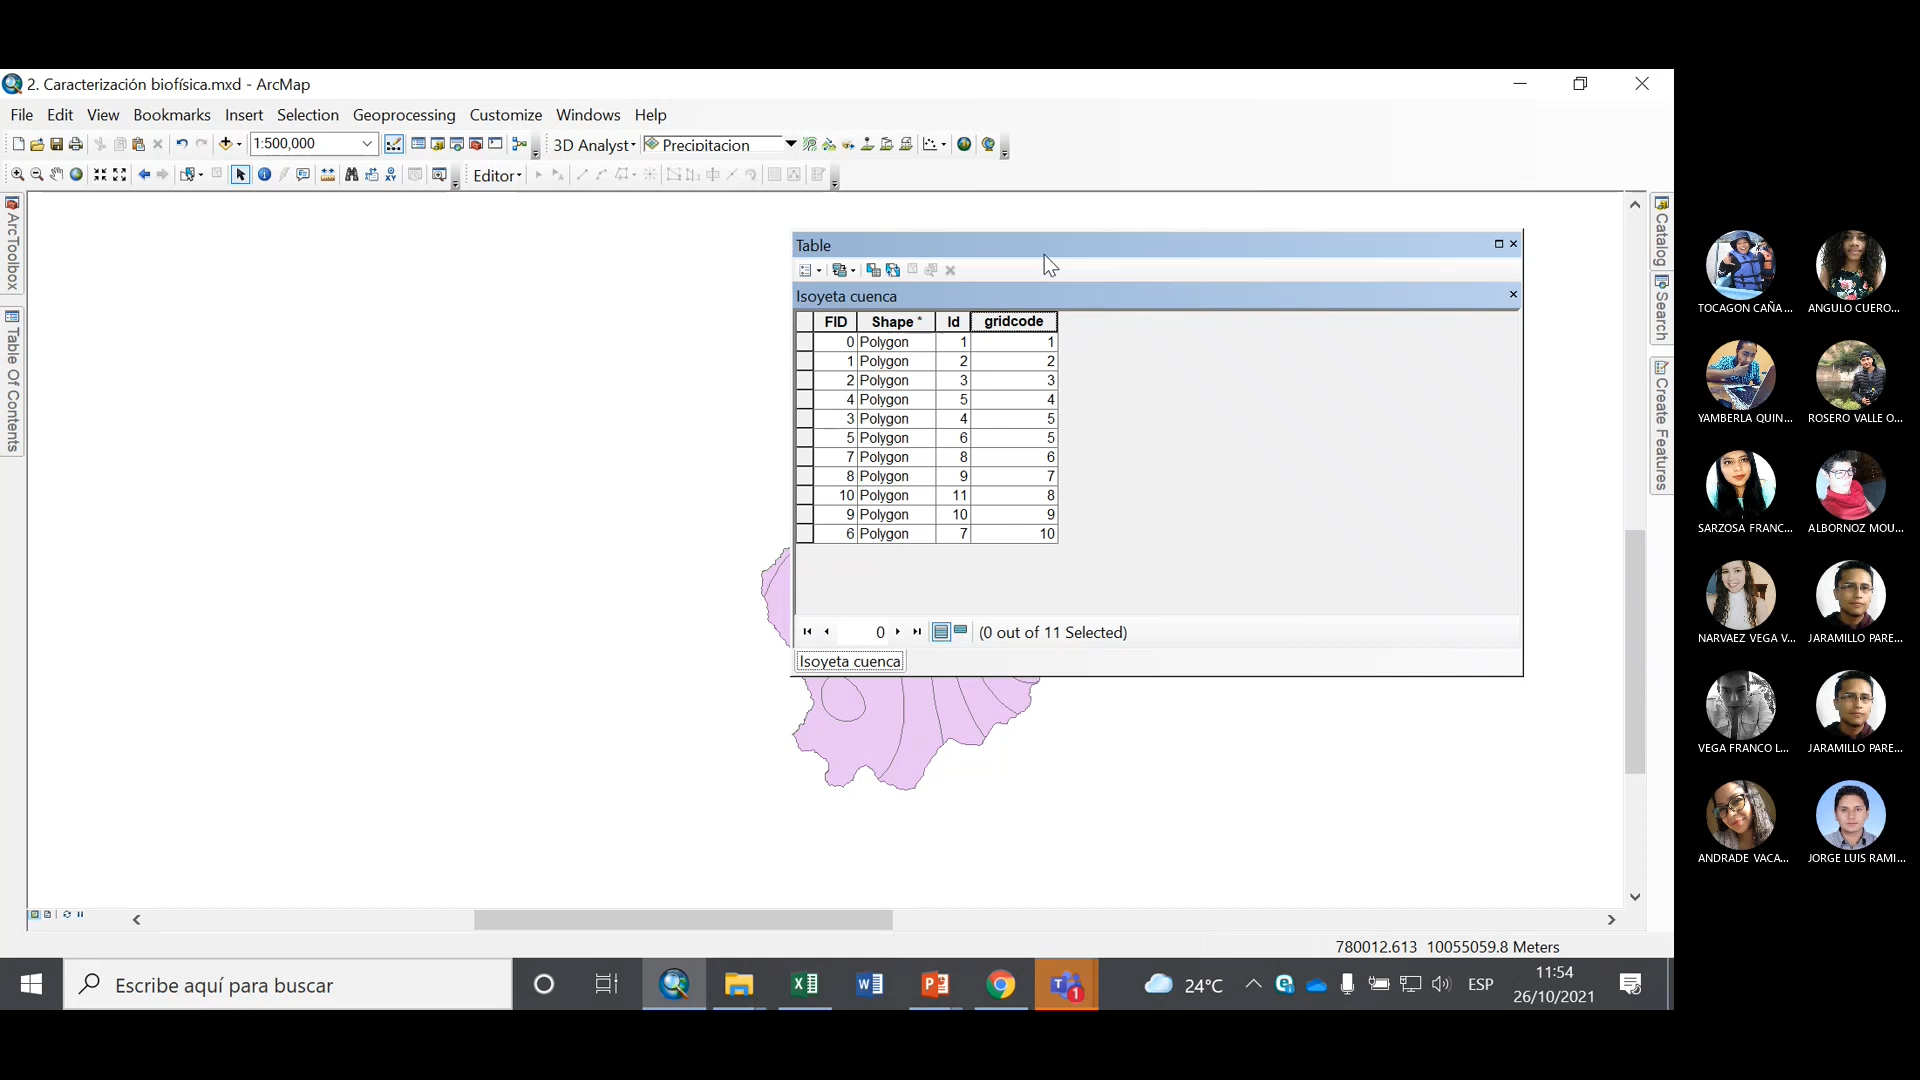 2. Caracterización biofísica.mxd - ArcMap
File Edit View Bookmarks Insert Selection Geoprocessing Customize Windows Help
1:500,000 3D Analyst Precipitacion
Editor
ArcToolbox
Table Of Contents
Catalog
Search
Create Features
Table
Isoyeta cuenca
FID Shape * Id gridcode
0 Polygon 1 1
1 Polygon 2 2
2 Polygon 3 3
4 Polygon 5 4
3 Polygon 4 5
5 Polygon 6 5
7 Polygon 8 6
8 Polygon 9 7
10 Polygon 11 8
9 Polygon 10 9
6 Polygon 7 10
0 (0 out of 11 Selected)
Isoyeta cuenca
780012.613 10055059.8 Meters
Escribe aquí para buscar
1
24°C
ESP
11:54
26/10/2021
TOCAGON CAÑA... ANGULO CUERO...
YAMBERLA QUIN... ROSERO VALLE O...
SARZOSA FRANC... ALBORNOZ MOU...
NARVAEZ VEGA V... JARAMILLO PARE...
VEGA FRANCO L... JARAMILLO PARE...
ANDRADE VACA... JORGE LUIS RAMI...